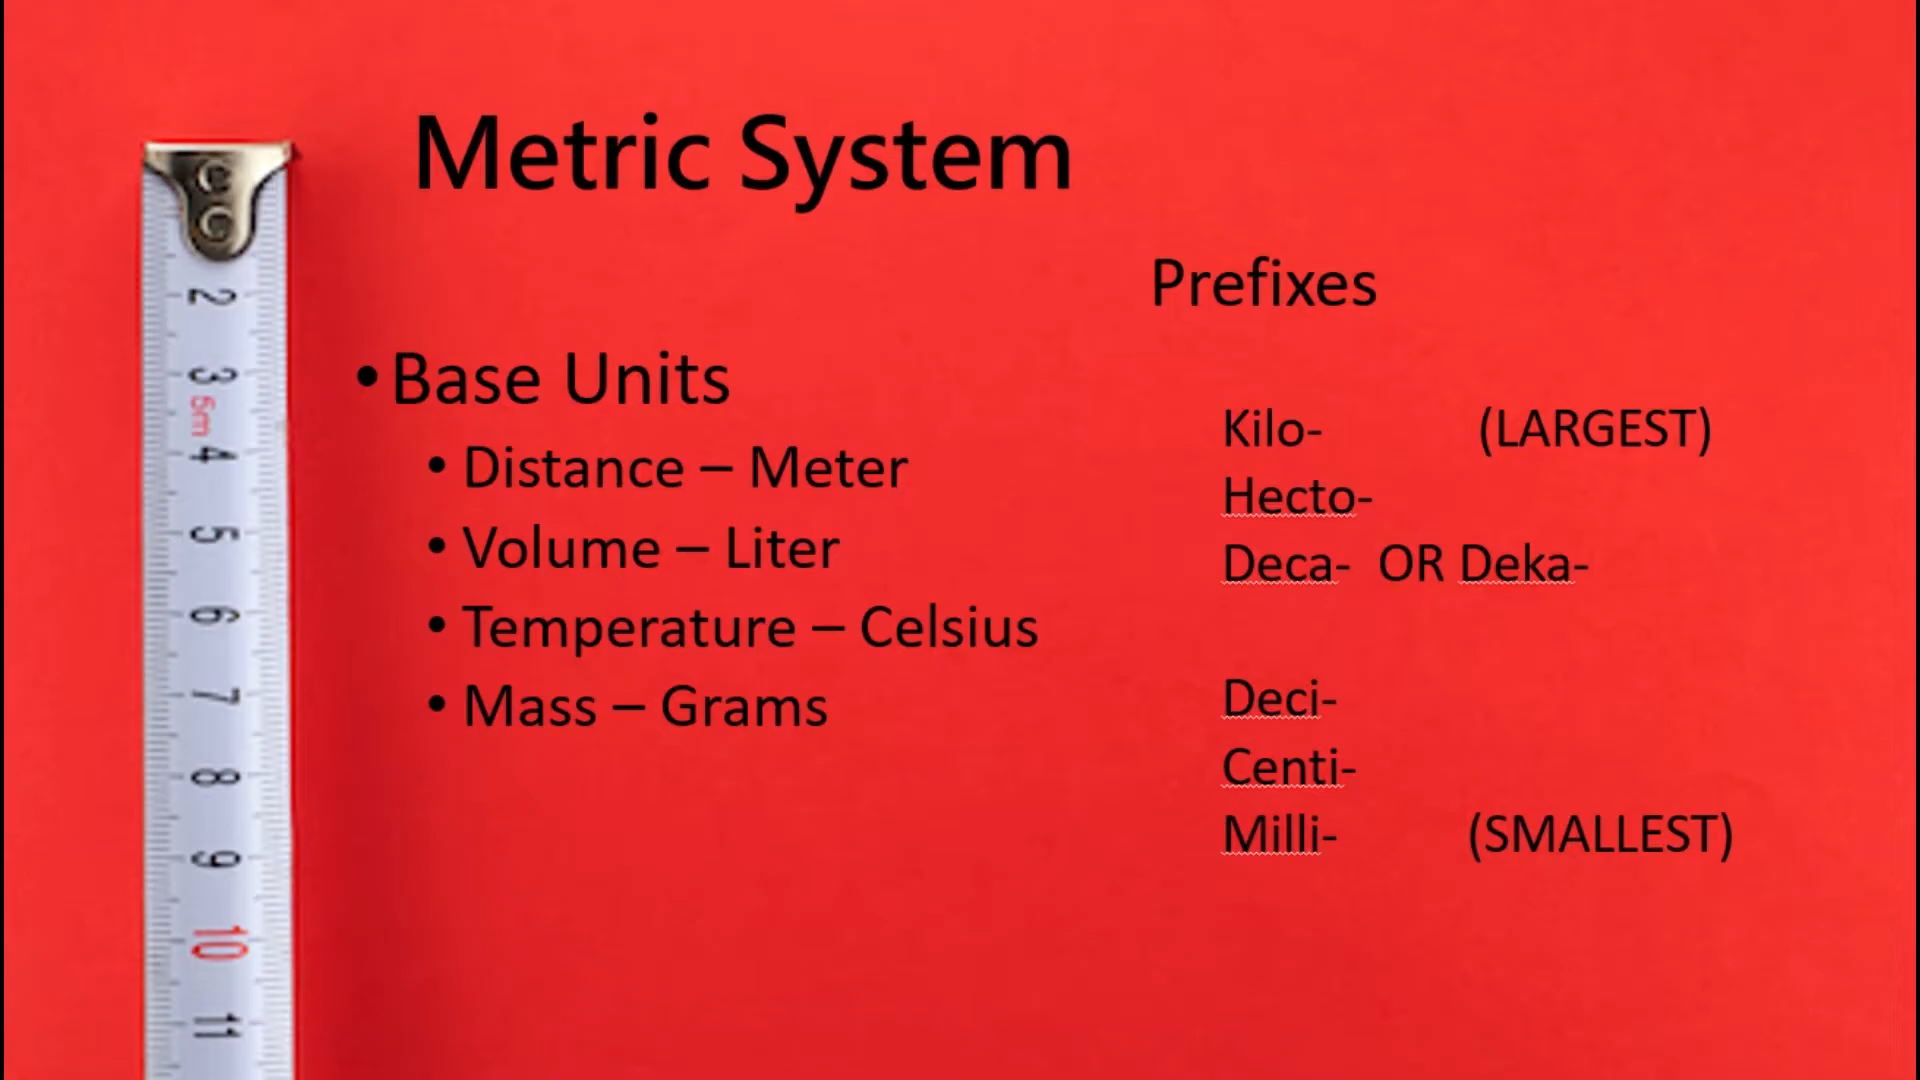 Metric System
Prefixes
• Base Units
• Distance – Meter
• Volume – Liter
• Temperature – Celsius
• Mass – Grams
Kilo- (LARGEST)
Hecto-
Deca- OR Deka-
Deci-
Centi-
Milli- (SMALLEST)
2
3
5m
4
5
6
7
8
9
10
11